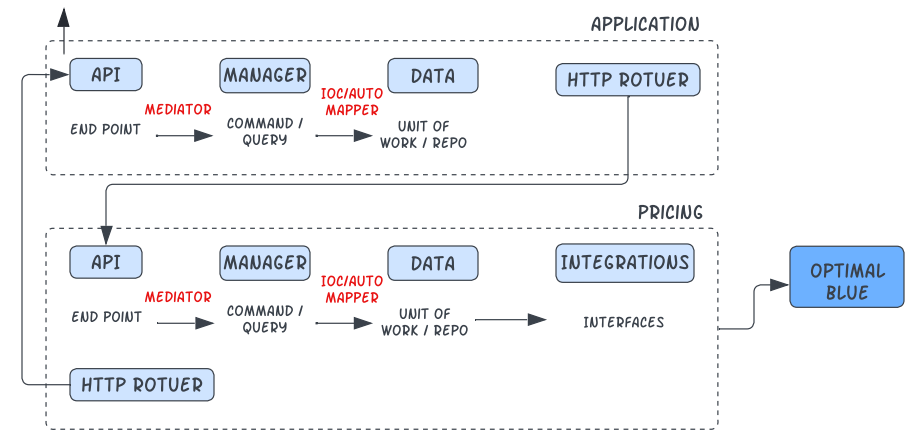 APPLICATION
API
MANAGER
DATA
HTTP ROTUER
MEDIATOR
IOC/AUTO
MAPPER
END POINT
COMMAND /
QUERY
UNIT OF
WORK / REPO
PRICING
API
MANAGER
DATA
INTEGRATIONS
OPTIMAL
BLUE
MEDIATOR
IOC/AUTO
MAPPER
END POINT
COMMAND /
QUERY
UNIT OF
WORK / REPO
INTERFACES
HTTP ROTUER